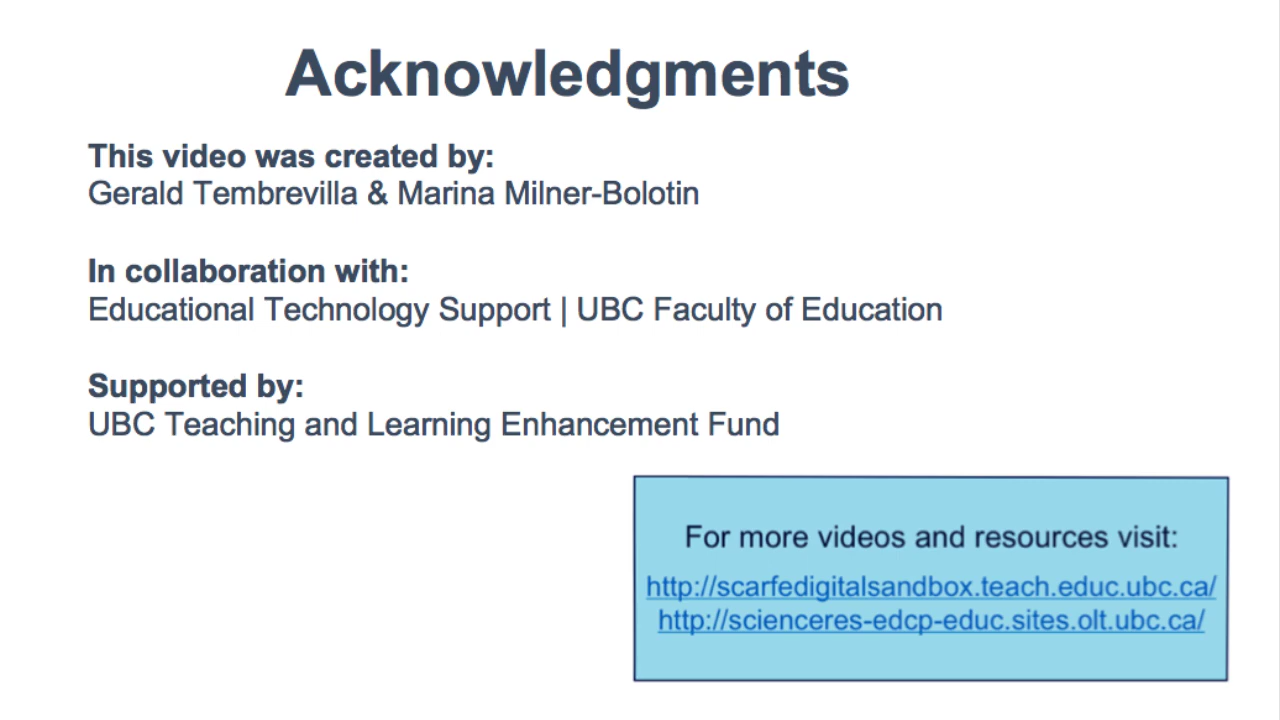 Acknowledgments
This video was created by:
Gerald Tembrevilla & Marina Milner-Bolotin
In collaboration with:
Educational Technology Support | UBC Faculty of Education
Supported by:
UBC Teaching and Learning Enhancement Fund
For more videos and resources visit:
http://scarfedigitalsandbox.teach.educ.ubc.ca/
http://scienceres-edcp-educ.sites.olt.ubc.ca/